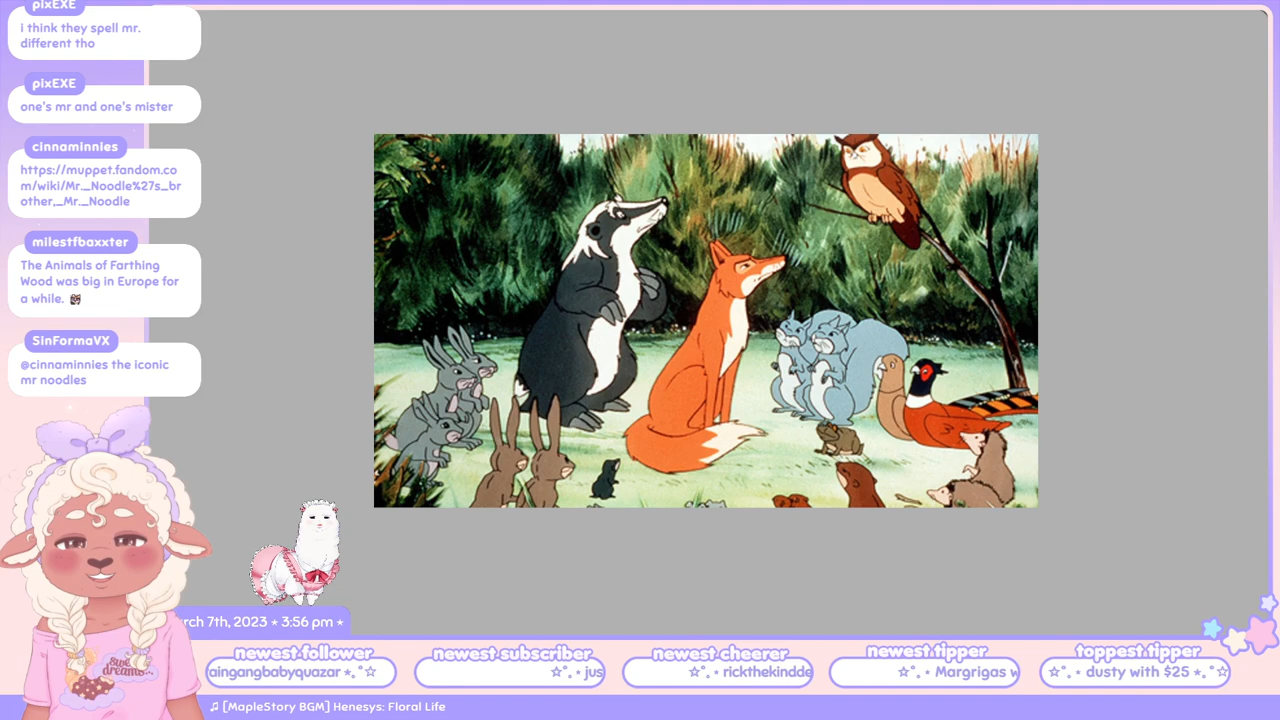 pixEXE
i think they spell mr.
different tho
pixEXE
one's mr and one's mister
cinnaminnies
https://muppet.fandom.co
m/wiki/Mr._Noodle%27s_br
other,_Mr._Noodle
milestfbaxxter
The Animals of Farthing
Wood was big in Europe for
a while.
SinFormaVX
@cinnaminnies the iconic
mr noodles
sweet
dreams...
rch 7th, 2023 ⋆ 3:56 pm ⋆
newest follower
aingangbabyquazar ⋆.˚☆
newest subscriber
☆˚.⋆ jus
newest cheerer
☆˚.⋆ rickthekindde
newest tipper
☆˚.⋆ Margrigas w
toppest tipper
☆˚.⋆ dusty with $25 ⋆.˚☆
♫ [MapleStory BGM] Henesys: Floral Life